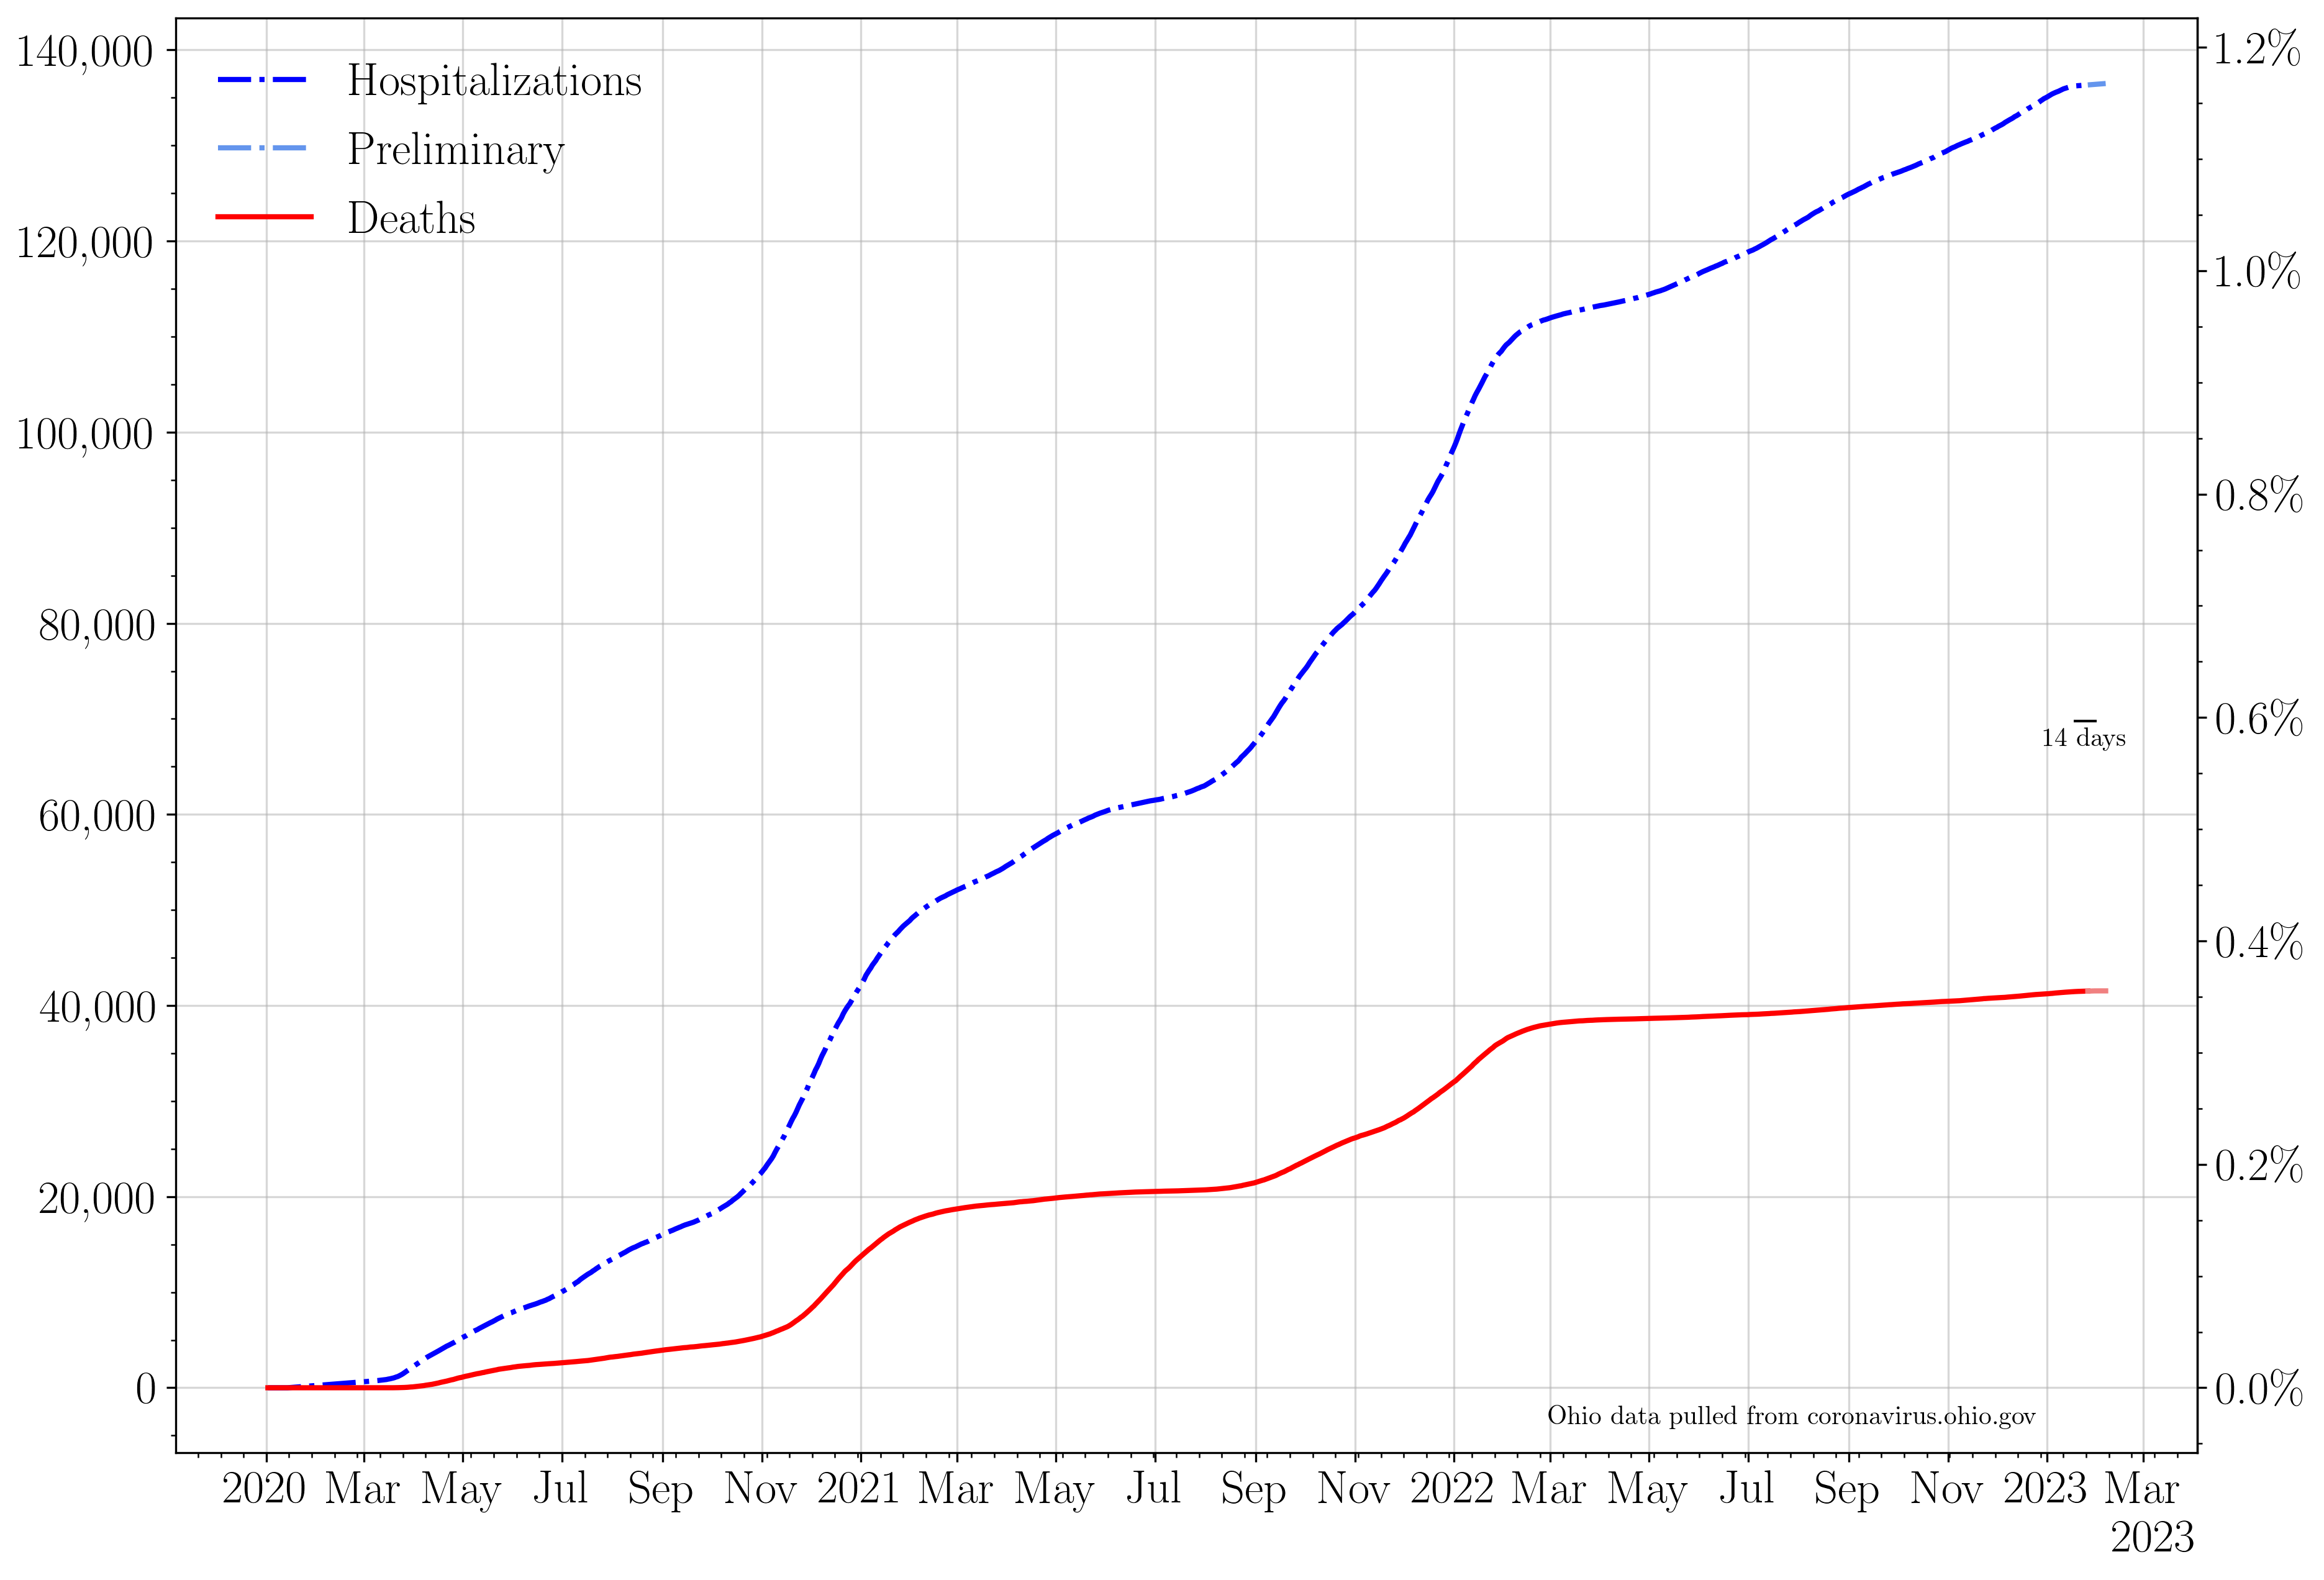 140,000
120,000
100,000
80,000
60,000
40,000
20,000
0
Hospitalizations
Preliminary
Deaths
1.2%
1.0%
0.8%
0.6%
0.4%
0.2%
0.0%
14 days
Ohio data pulled from coronavirus.ohio.gov
2020 Mar May Jul Sep Nov 2021 Mar May Jul Sep Nov 2022 Mar May Jul Sep Nov 2023 Mar
2023